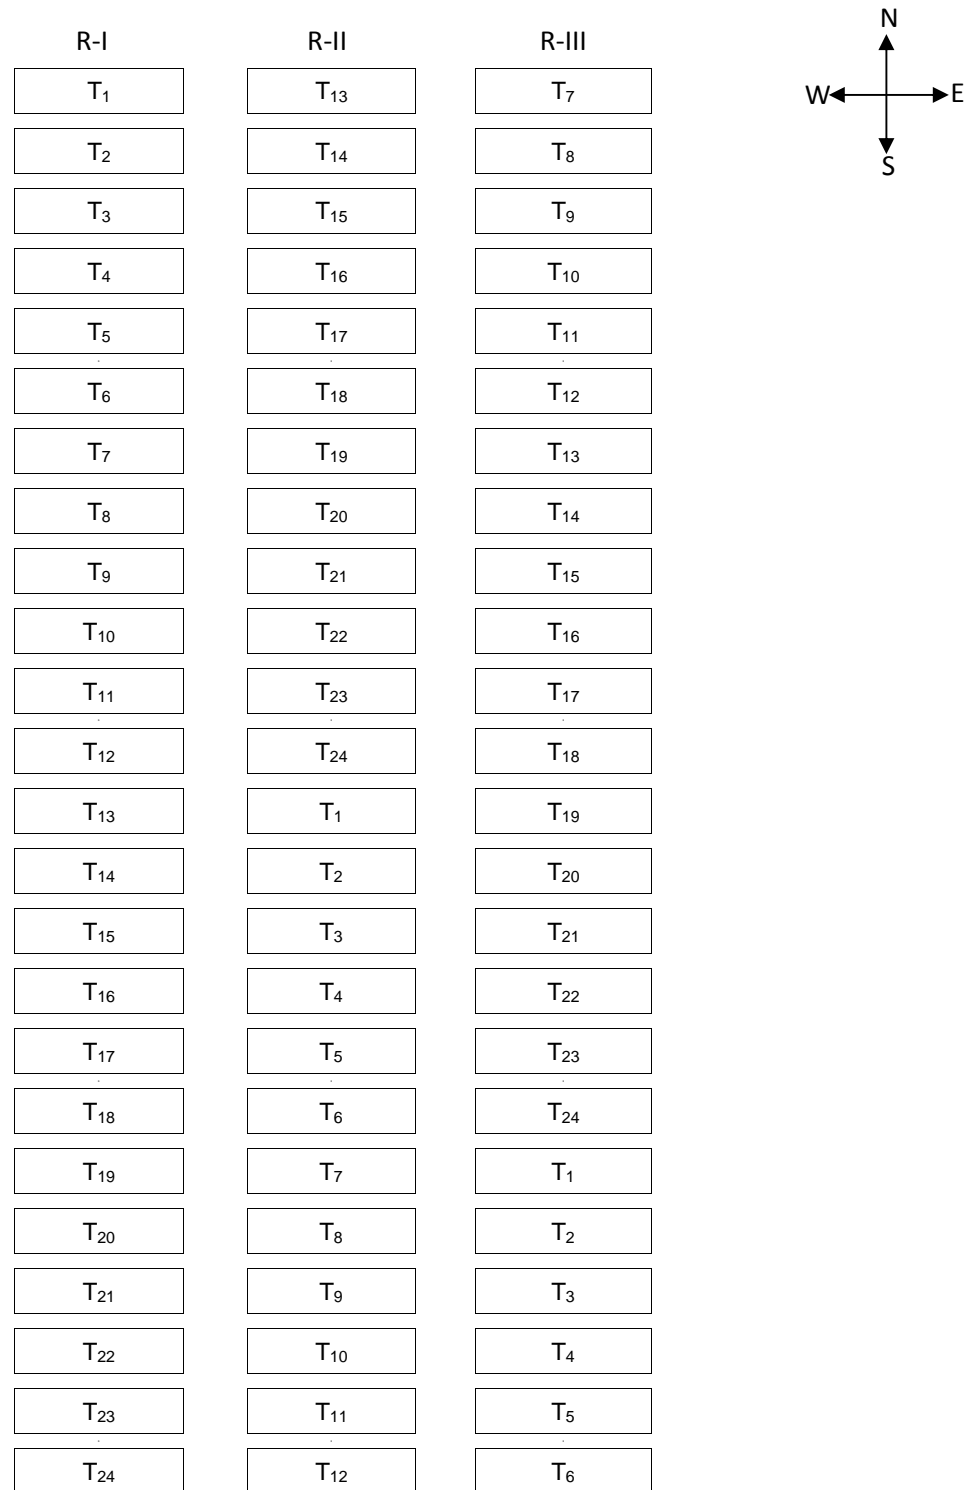 N
R-I R-II R-III
T₁ T₁₃ T₇
W E
T₂ T₁₄ T₈
S
T₃ T₁₅ T₉
T₄ T₁₆ T₁₀
T₅ T₁₇ T₁₁
T₆ T₁₈ T₁₂
T₇ T₁₉ T₁₃
T₈ T₂₀ T₁₄
T₉ T₂₁ T₁₅
T₁₀ T₂₂ T₁₆
T₁₁ T₂₃ T₁₇
T₁₂ T₂₄ T₁₈
T₁₃ T₁ T₁₉
T₁₄ T₂ T₂₀
T₁₅ T₃ T₂₁
T₁₆ T₄ T₂₂
T₁₇ T₅ T₂₃
T₁₈ T₆ T₂₄
T₁₉ T₇ T₁
T₂₀ T₈ T₂
T₂₁ T₉ T₃
T₂₂ T₁₀ T₄
T₂₃ T₁₁ T₅
T₂₄ T₁₂ T₆